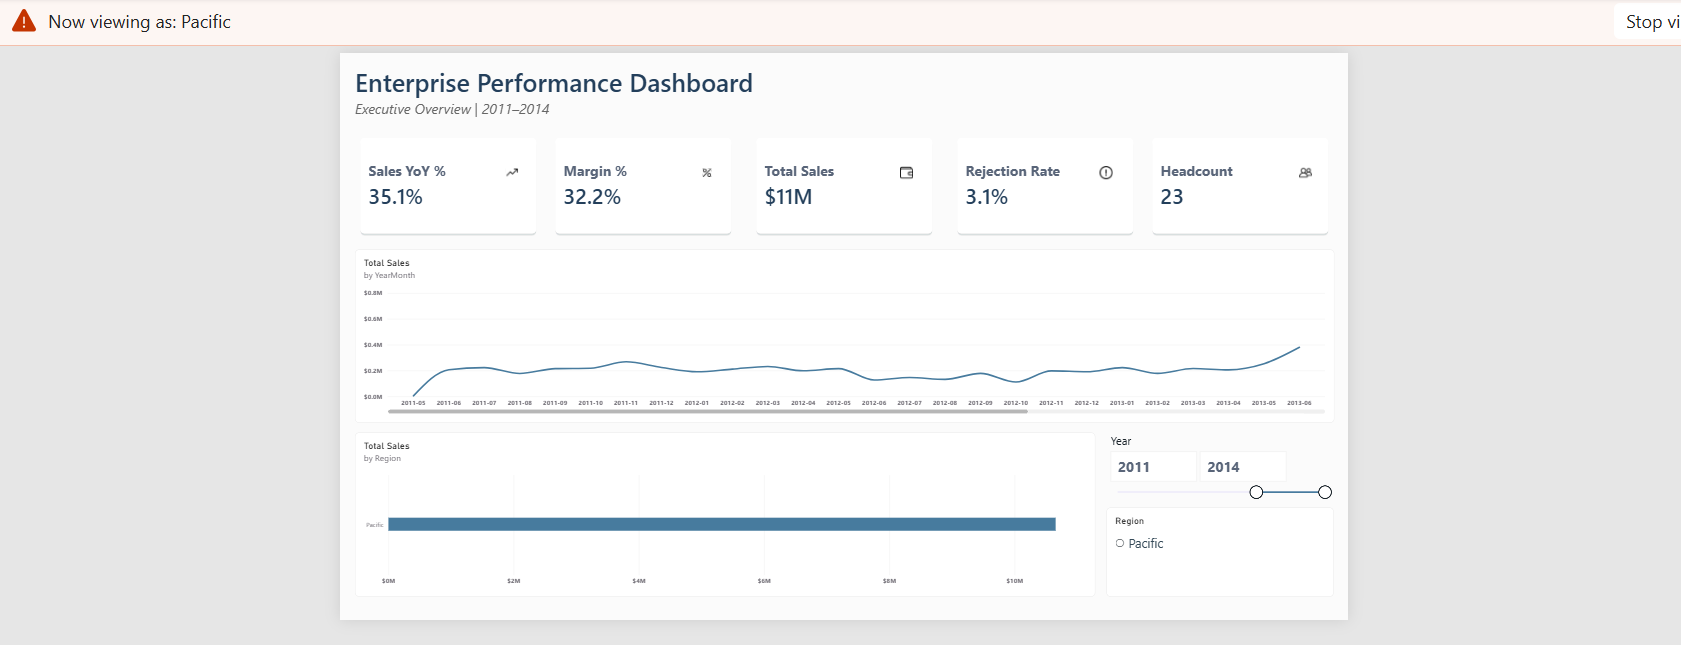 Now viewing as: Pacific
Stop vi
Enterprise Performance Dashboard
Executive Overview | 2011–2014
Sales YoY %
35.1%
Margin %
32.2%
Total Sales
$11M
Rejection Rate
3.1%
Headcount
23
Total Sales
by YearMonth
$0.8M
$0.6M
$0.4M
$0.2M
$0.0M
2011-05 2011-06 2011-07 2011-08 2011-09 2011-10 2011-11 2011-12 2012-01 2012-02 2012-03 2012-04 2012-05 2012-06 2012-07 2012-08 2012-09 2012-10 2012-11 2012-12 2013-01 2013-02 2013-03 2013-04 2013-05 2013-06
Total Sales
by Region
Pacific
$0M $2M $4M $6M $8M $10M
Year
2011 2014
Region
Pacific